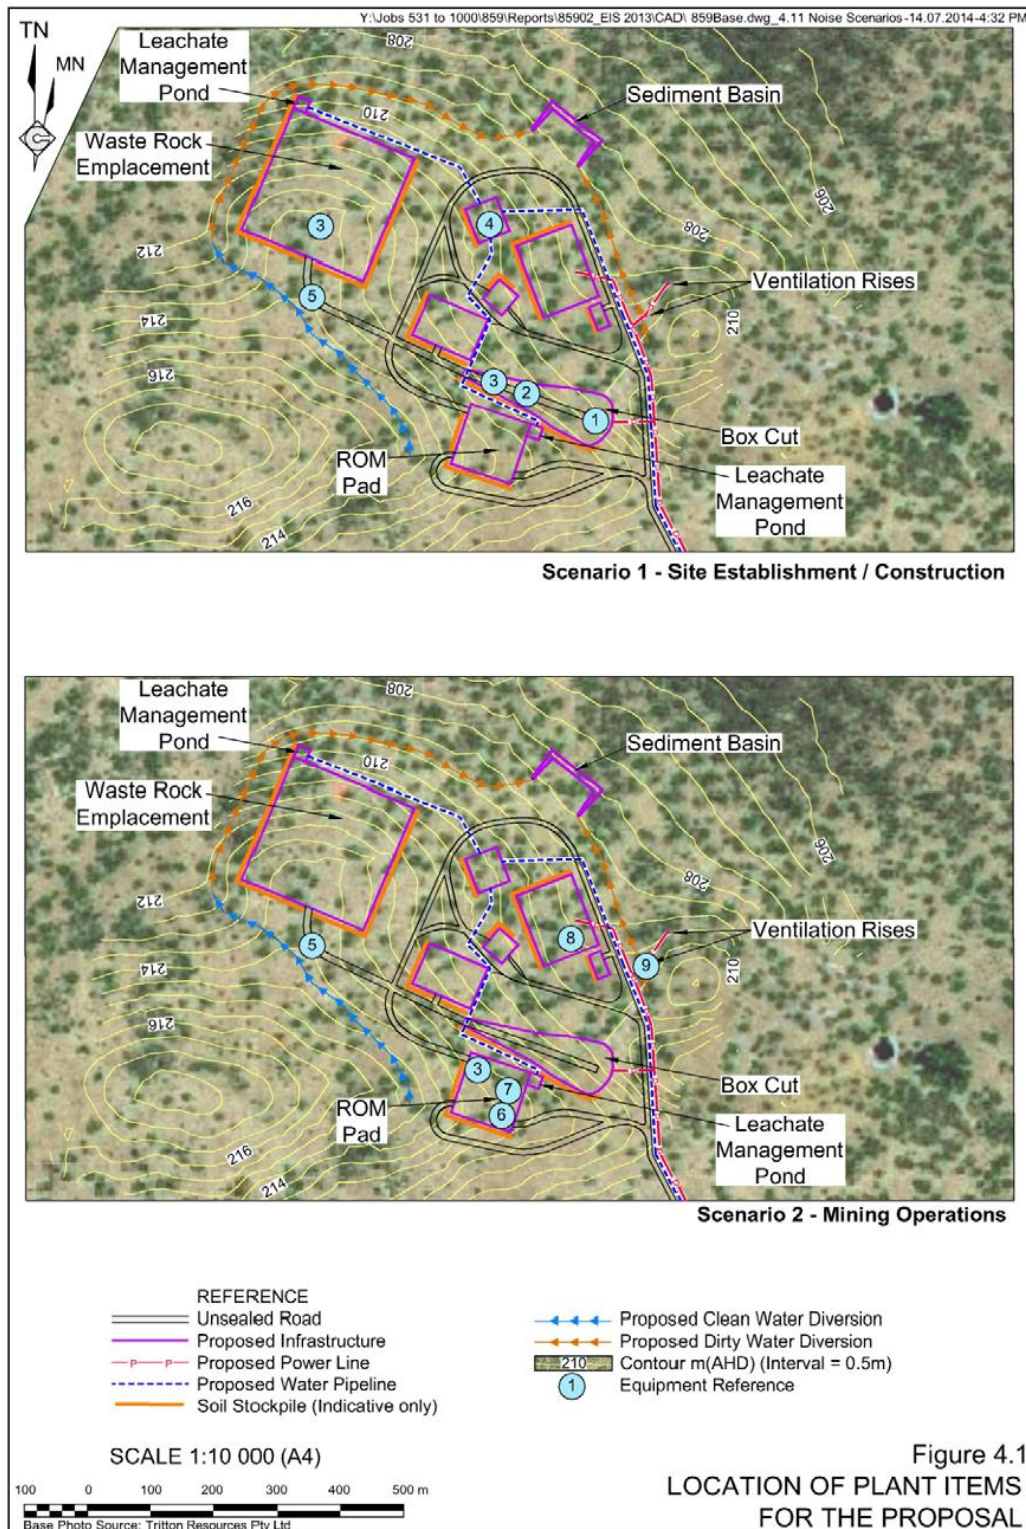 Y:\Jobs 531 to 1000\859\Reports\85902_EIS 2013\CAD\ 859Base.dwg_4.11 Noise Scenarios-14.07.2014-4:32 PM
TN
MN
Leachate
Management
Pond
208
210
Sediment Basin
Waste Rock
Emplacement
206
3
4
208
212
Ventilation Rises
5
214
210
216
3
2
1
Box Cut
ROM
Pad
Leachate
Management
Pond
216
214
Scenario 1 - Site Establishment / Construction
Leachate
Management
Pond
208
210
Sediment Basin
Waste Rock
Emplacement
206
208
212
Ventilation Rises
8
5
9
214
210
216
3
7
Box Cut
ROM
Pad
6
Leachate
Management
Pond
216
214
Scenario 2 - Mining Operations
REFERENCE
Unsealed Road
Proposed Infrastructure
P P Proposed Power Line
Proposed Water Pipeline
Soil Stockpile (Indicative only)
Proposed Clean Water Diversion
Proposed Dirty Water Diversion
210 Contour m(AHD) (Interval = 0.5m)
1 Equipment Reference
SCALE 1:10 000 (A4)
100 0 100 200 300 400 500 m
Base Photo Source: Tritton Resources Pty Ltd
Figure 4.1
LOCATION OF PLANT ITEMS
FOR THE PROPOSAL